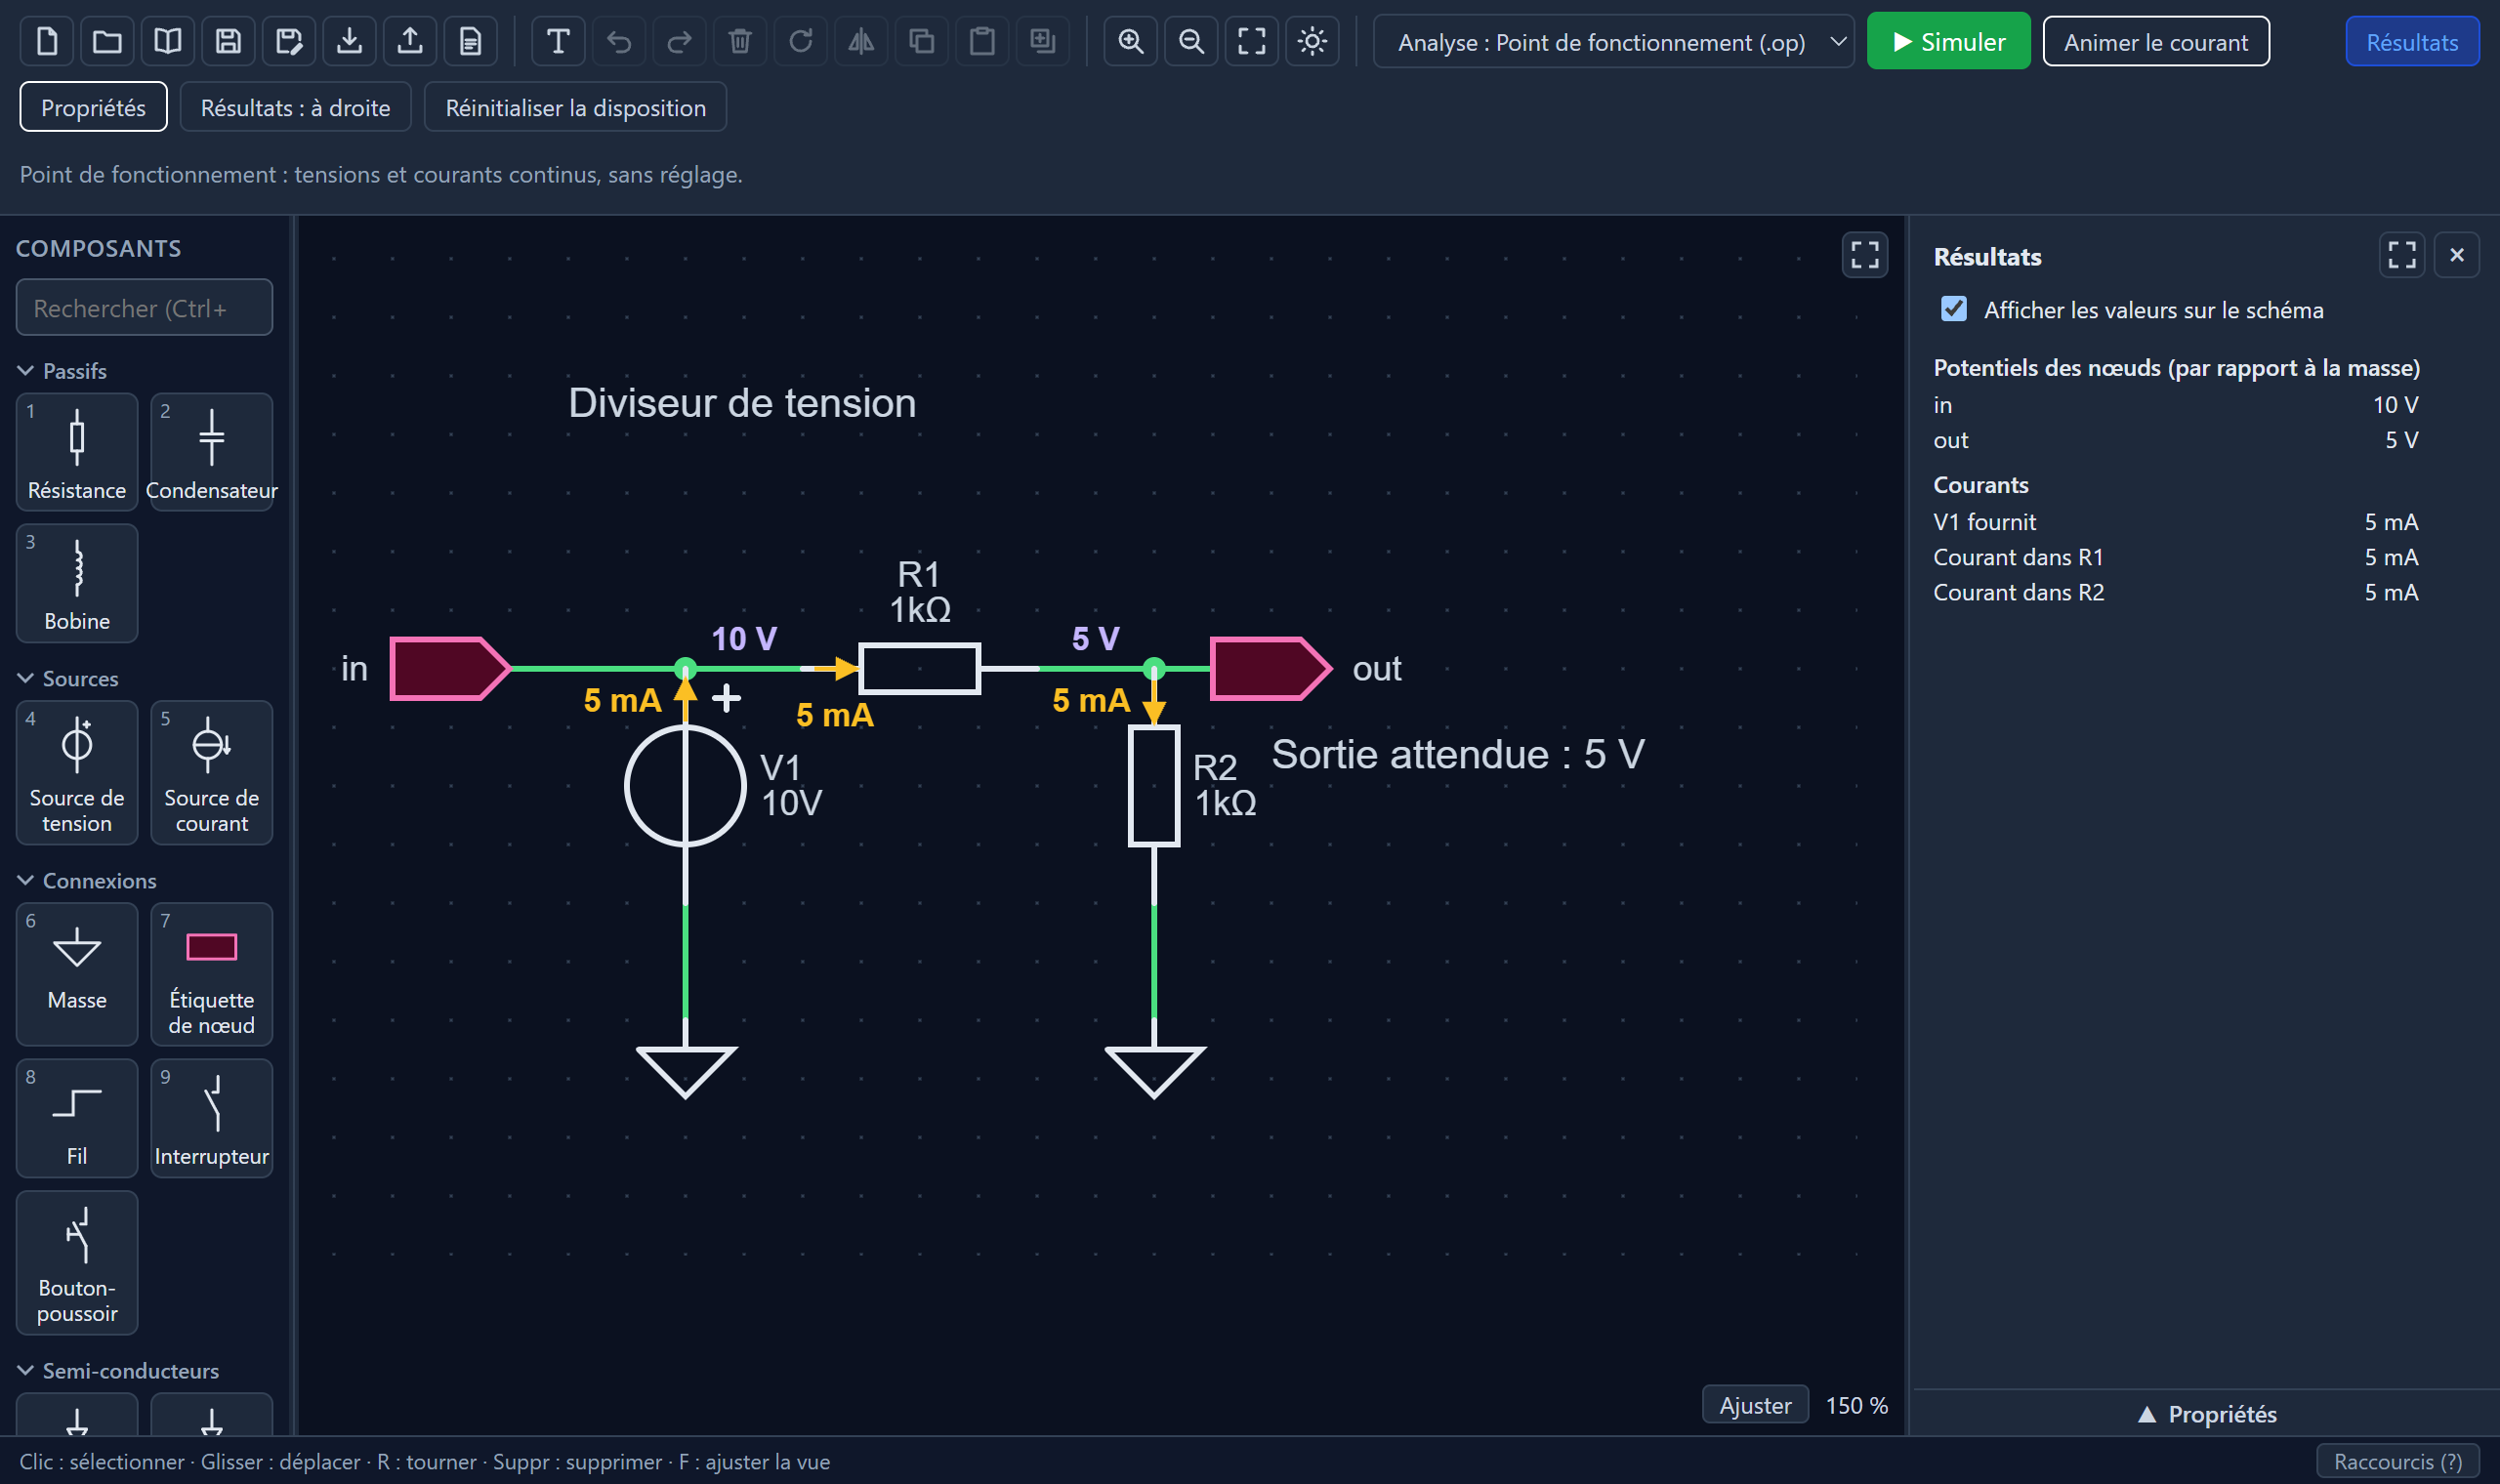 Analyse : Point de fonctionnement (.op)
Simuler
Animer le courant
Résultats
Propriétés
Résultats : à droite
Réinitialiser la disposition
Point de fonctionnement : tensions et courants continus, sans réglage.
COMPOSANTS
Rechercher (Ctrl+
Passifs
1
Résistance
2
Condensateur
3
Bobine
Sources
4
Source de
tension
5
Source de
courant
Connexions
6
Masse
7
Étiquette
de nœud
8
Fil
9
Interrupteur
Bouton-
poussoir
Semi-conducteurs
Diviseur de tension
R1
1kΩ
in
10 V
5 V
out
5 mA
5 mA
5 mA
V1
10V
R2
1kΩ
Sortie attendue : 5 V
Ajuster
150 %
Résultats
Afficher les valeurs sur le schéma
Potentiels des nœuds (par rapport à la masse)
in 10 V
out 5 V
Courants
V1 fournit 5 mA
Courant dans R1 5 mA
Courant dans R2 5 mA
Propriétés
Clic : sélectionner · Glisser : déplacer · R : tourner · Suppr : supprimer · F : ajuster la vue
Raccourcis (?)